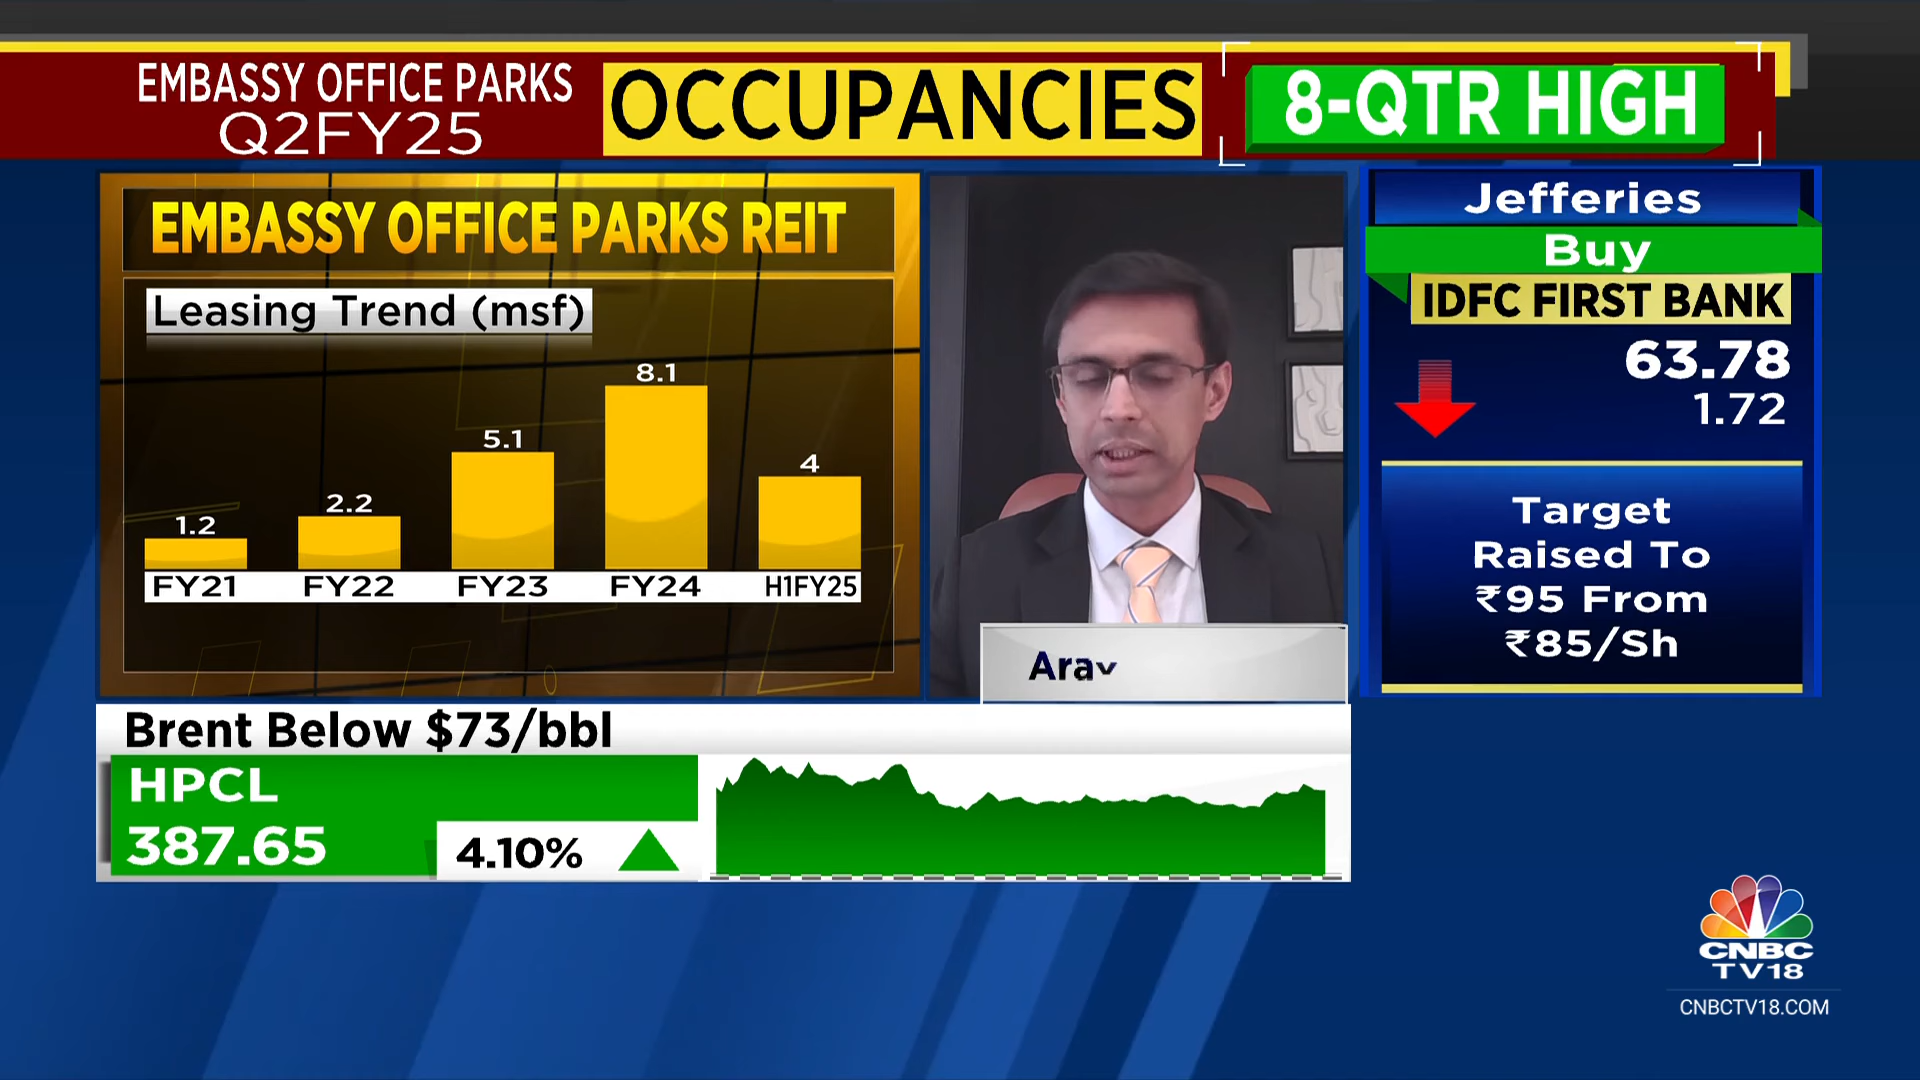 EMBASSY OFFICE PARKS
Q2FY25
OCCUPANCIES
8-QTR HIGH
EMBASSY OFFICE PARKS REIT
Leasing Trend (msf)
1.2
2.2
5.1
8.1
4
FY21
FY22
FY23
FY24
H1FY25
Arav
Jefferies
Buy
IDFC FIRST BANK
63.78
1.72
Target
Raised To
₹95 From
₹85/Sh
Brent Below $73/bbl
HPCL
387.65
4.10%
CNBC
TV18
CNBCTV18.COM